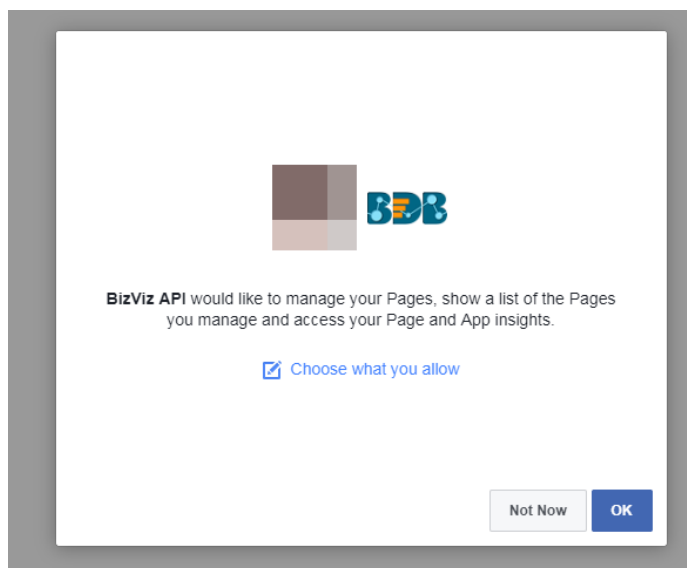 BDB
BizViz API would like to manage your Pages, show a list of the Pages
you manage and access your Page and App insights.
Choose what you allow
Not Now
OK